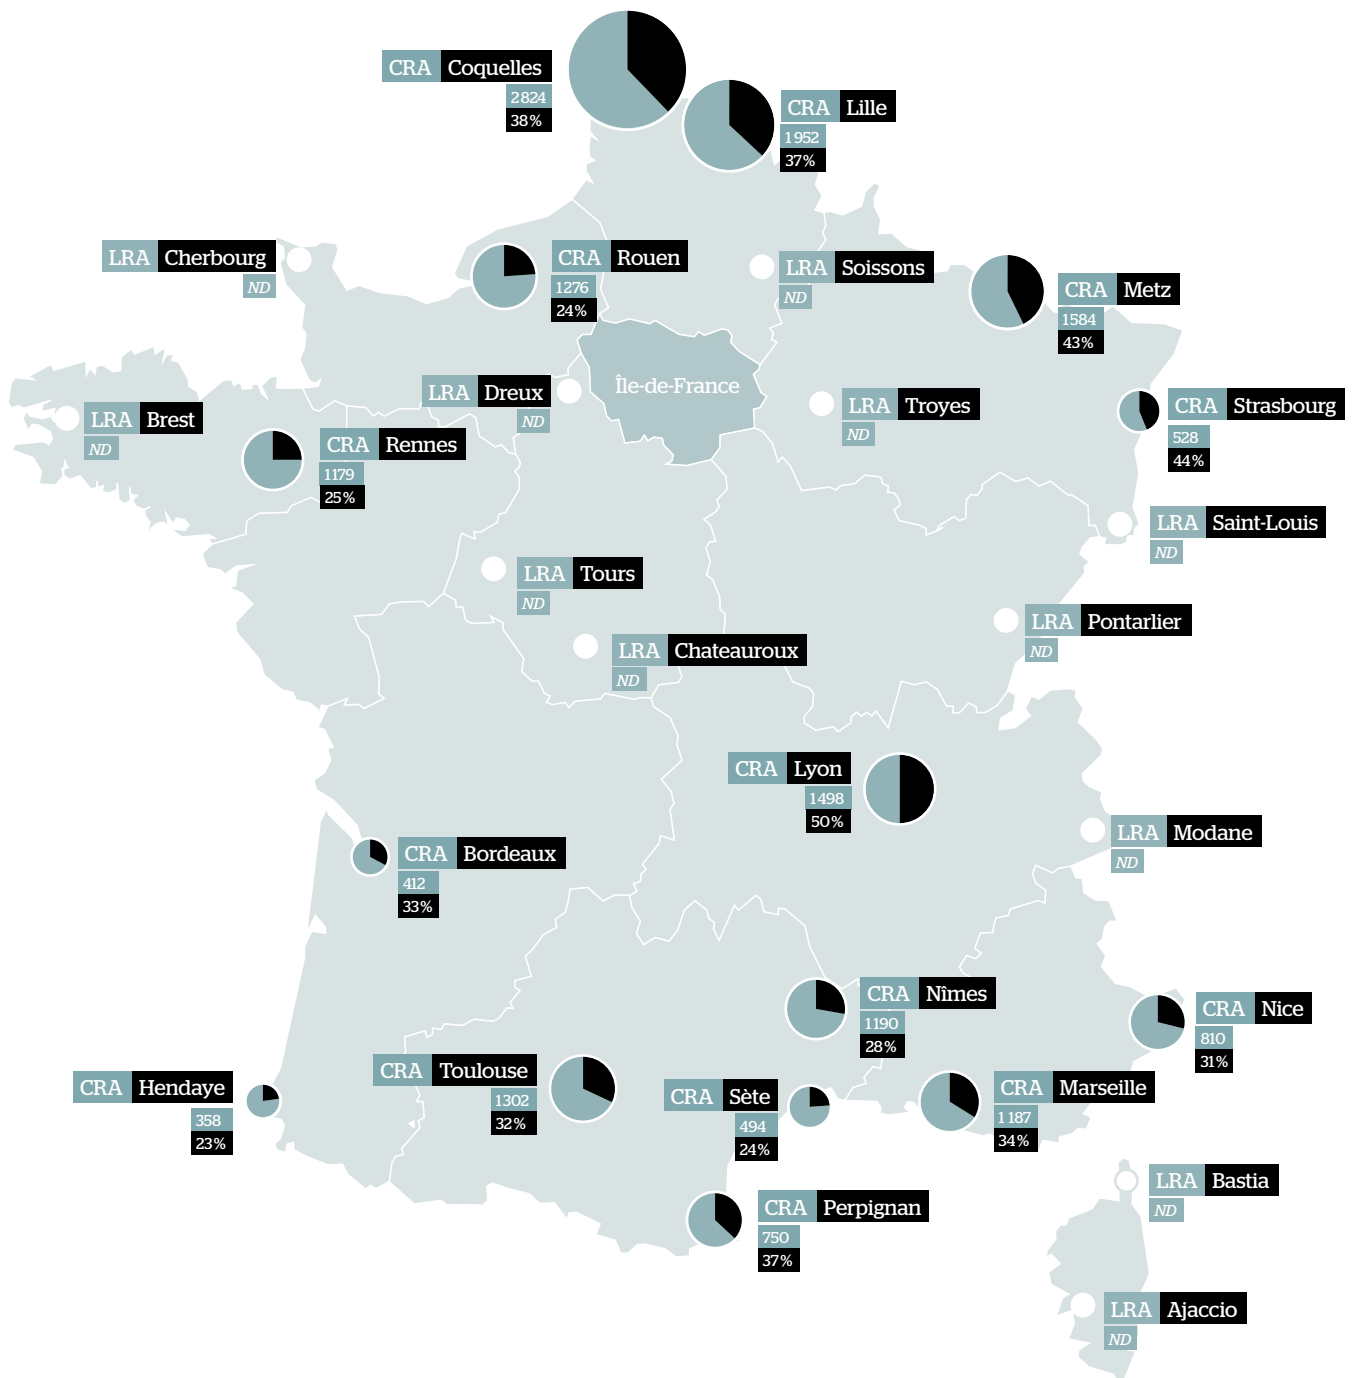 CRA Coquelles
2824
38%
CRA Lille
1952
37%
LRA Cherbourg
ND
CRA Rouen
1276
24%
LRA Soissons
ND
CRA Metz
1584
43%
Île-de-France
LRA Dreux
ND
LRA Troyes
ND
CRA Strasbourg
528
44%
LRA Brest
ND
CRA Rennes
1179
25%
LRA Saint-Louis
ND
LRA Tours
ND
LRA Pontarlier
ND
LRA Chateauroux
ND
CRA Lyon
1498
50%
LRA Modane
ND
CRA Bordeaux
412
33%
CRA Nîmes
1190
28%
CRA Nice
810
31%
CRA Hendaye
358
23%
CRA Toulouse
1302
32%
CRA Sète
494
24%
CRA Marseille
1187
34%
LRA Bastia
ND
CRA Perpignan
750
37%
LRA Ajaccio
ND